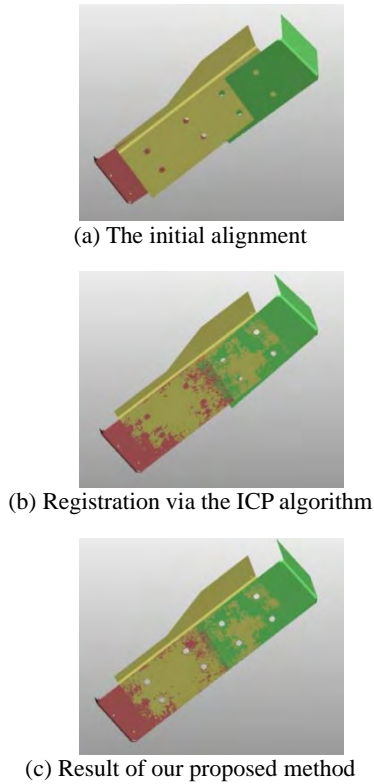 (a) The initial alignment
(b) Registration via the ICP algorithm
(c) Result of our proposed method